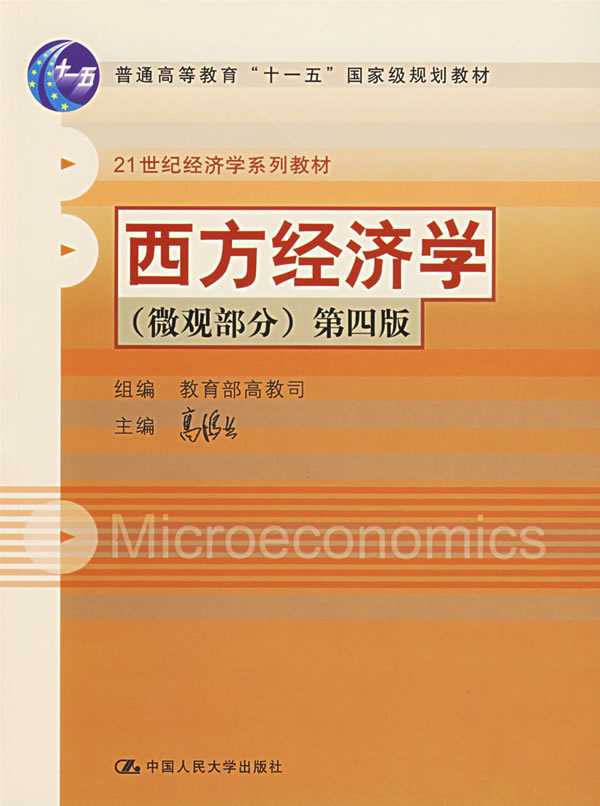 十一五
普通高等教育“十一五”国家级规划教材
21世纪经济学系列教材
西方经济学
（微观部分）第四版
组编 教育部高教司
主编 高鸿业
Microeconomics
中国人民大学出版社